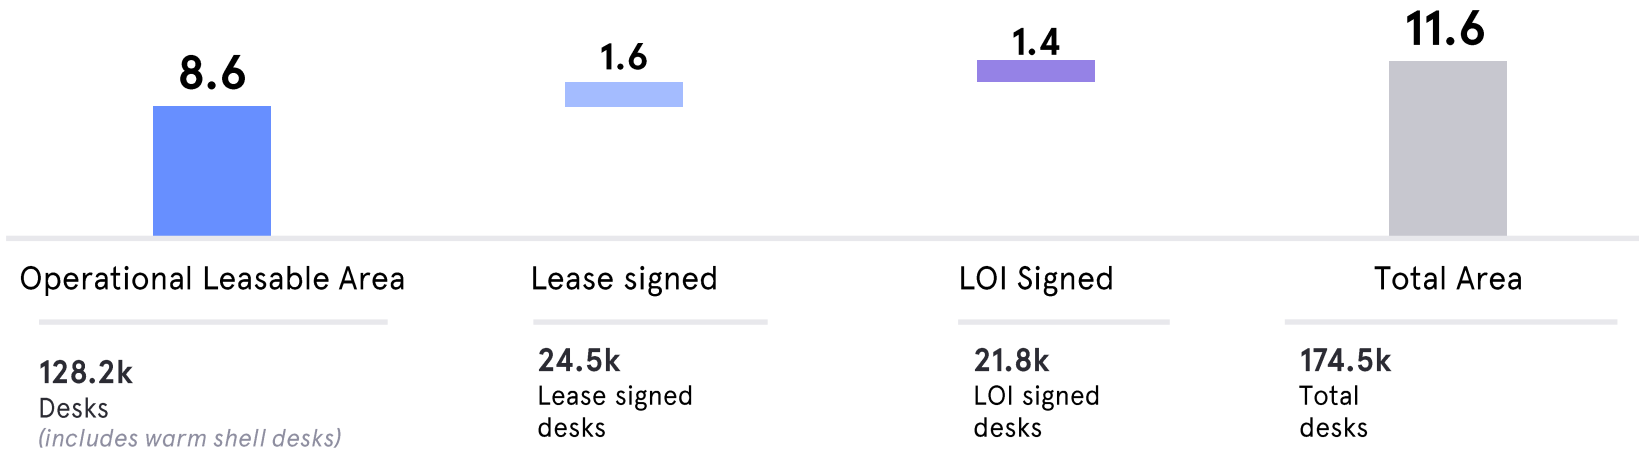 8.6
1.6
1.4
11.6
Operational Leasable Area
Lease signed
LOI Signed
Total Area
128.2k
Desks
(includes warm shell desks)
24.5k
Lease signed
desks
21.8k
LOI signed
desks
174.5k
Total
desks